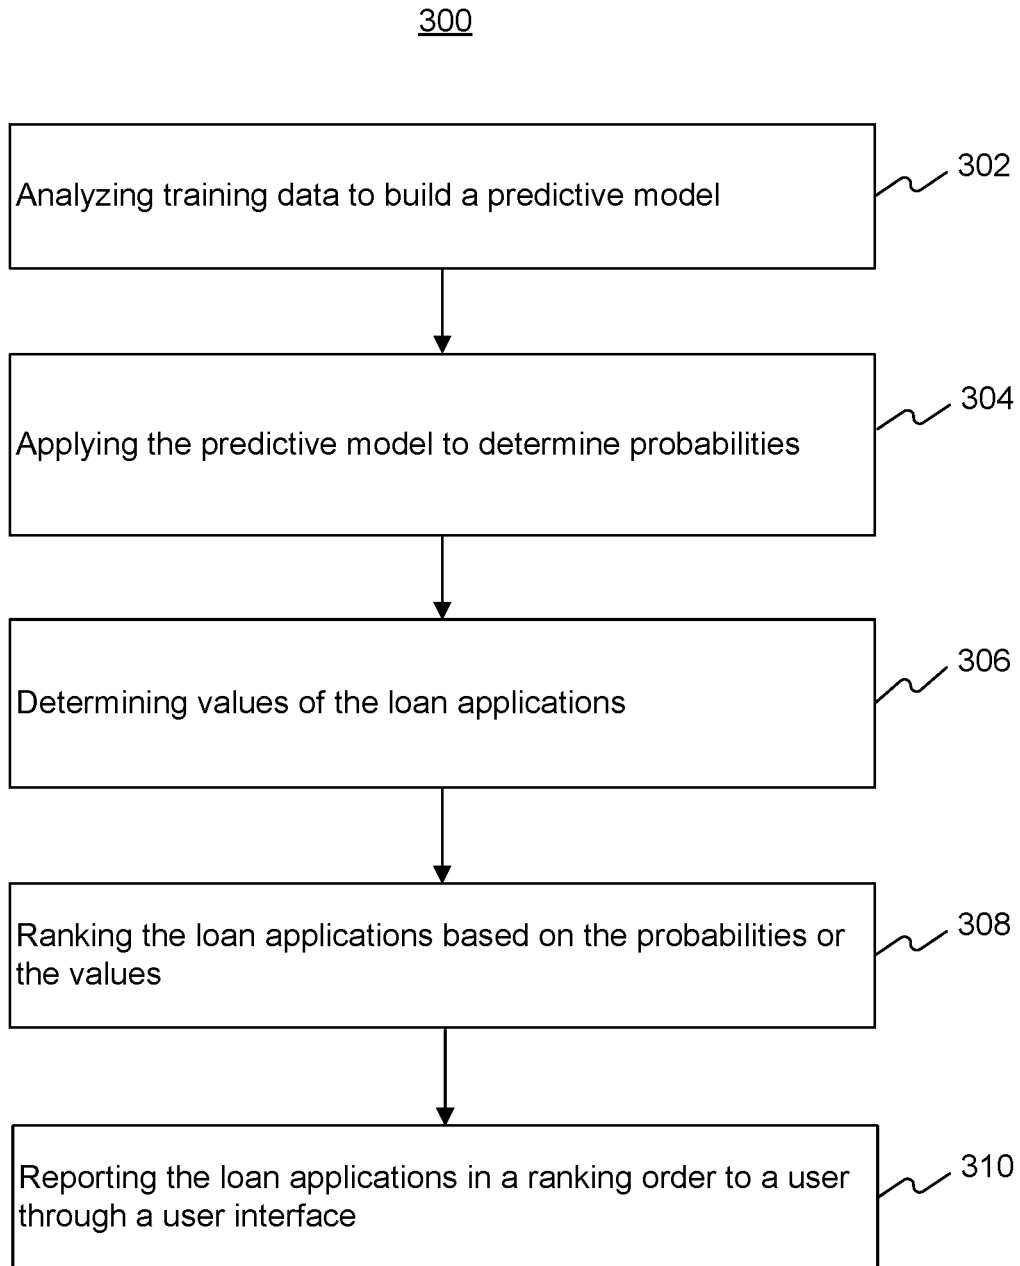 300
Analyzing training data to build a predictive model
302
Applying the predictive model to determine probabilities
304
Determining values of the loan applications
306
Ranking the loan applications based on the probabilities or
the values
308
Reporting the loan applications in a ranking order to a user
through a user interface
310